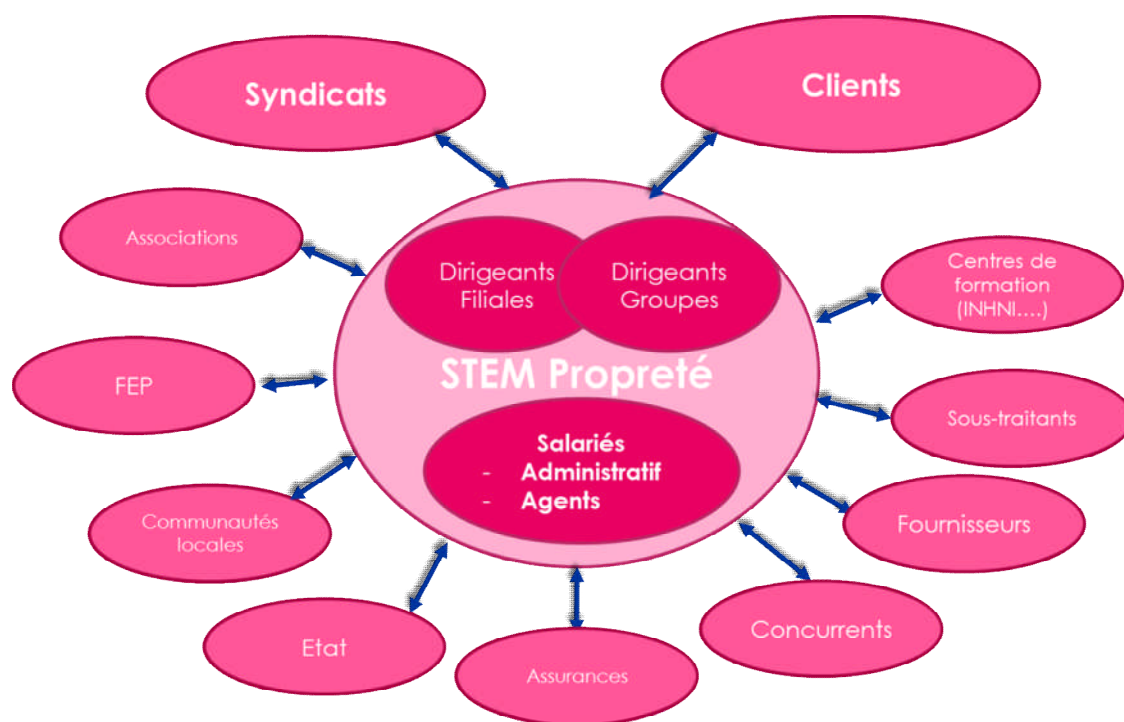 Syndicats
Clients
Associations
Dirigeants
Filiales
Dirigeants
Groupes
Centres de
formation
(INHNI....)
FEP
STEM Propreté
Sous-traitants
Salariés
- Administratif
- Agents
Communautés
locales
Fournisseurs
Etat
Assurances
Concurrents